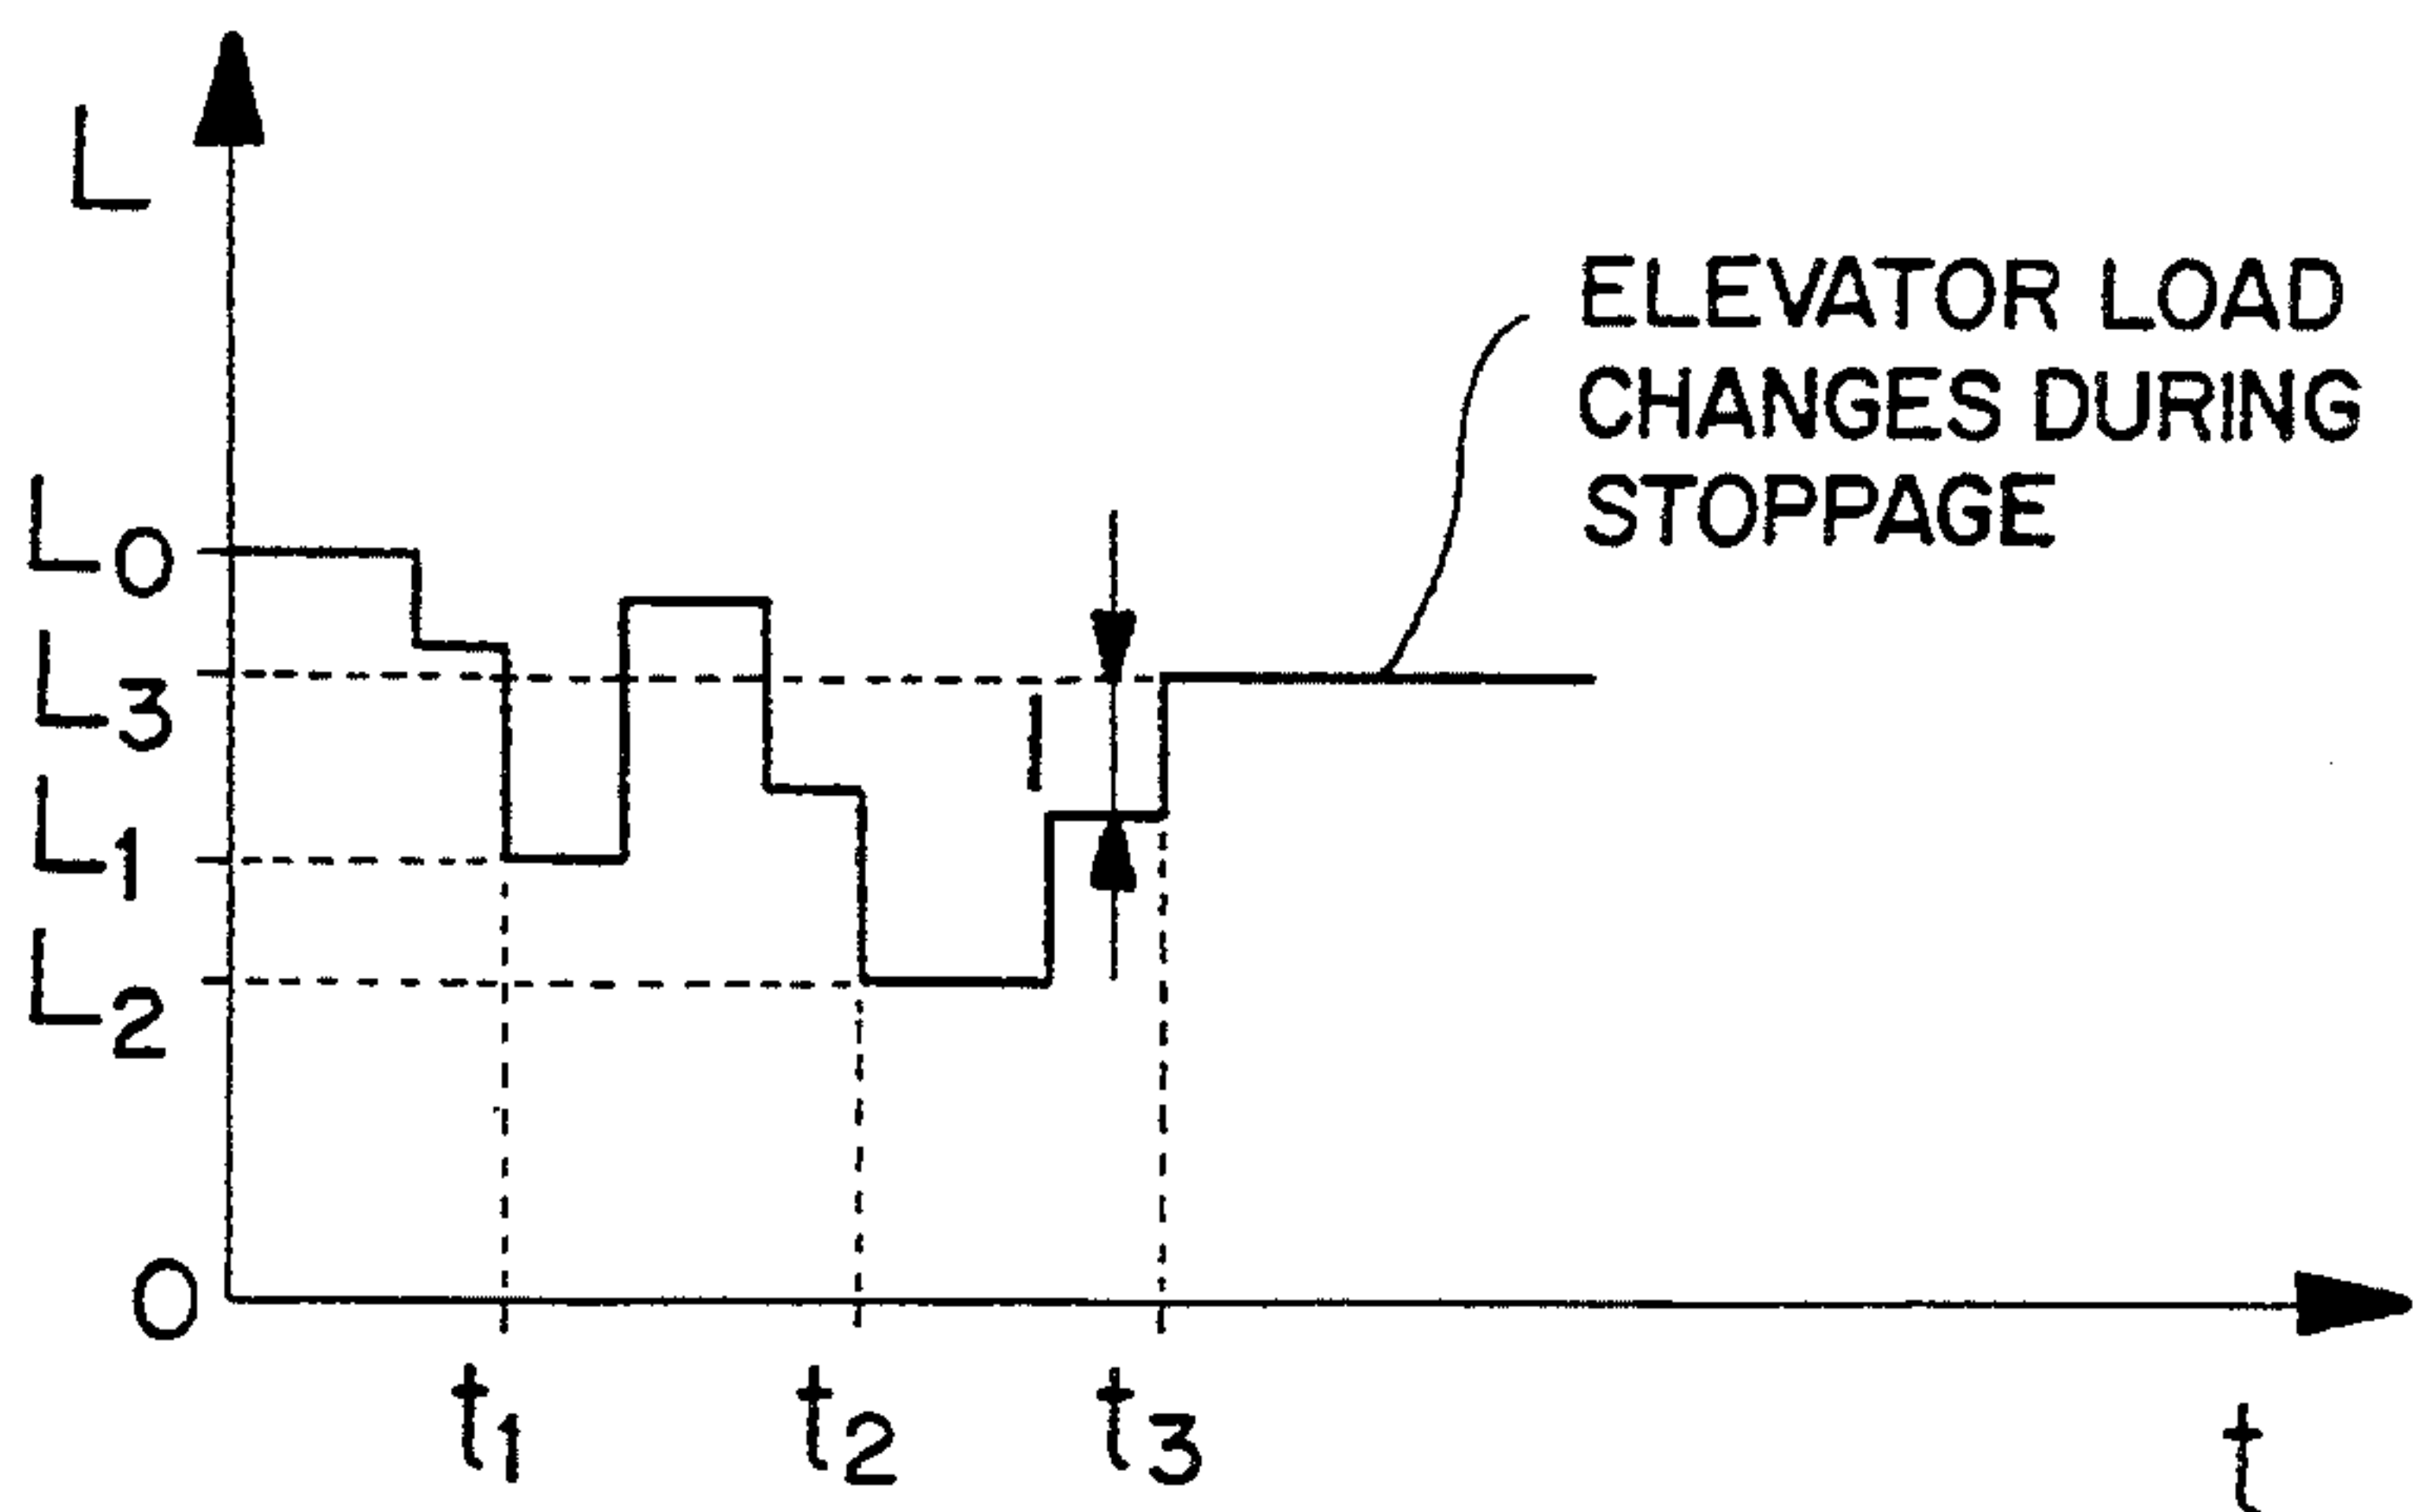 L
ELEVATOR LOAD
CHANGES DURING
STOPPAGE
L0
L3
l
L1
L2
0
t1 t2 t3 t